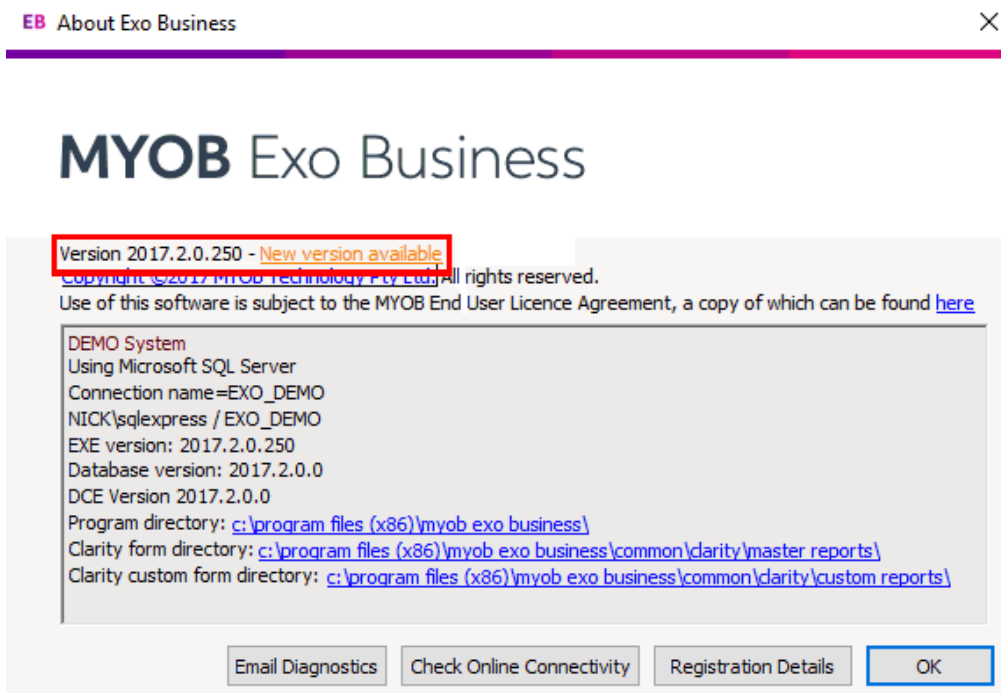 EB About Exo Business
MYOB Exo Business
Version 2017.2.0.250 - New version available
Copyright ©2017 MYOB Technology Pty Ltd. All rights reserved.
Use of this software is subject to the MYOB End User Licence Agreement, a copy of which can be found here
DEMO System
Using Microsoft SQL Server
Connection name=EXO_DEMO
NICK\sqlexpress / EXO_DEMO
EXE version: 2017.2.0.250
Database version: 2017.2.0.0
DCE Version 2017.2.0.0
Program directory: c:\program files (x86)\myob exo business\
Clarity form directory: c:\program files (x86)\myob exo business\common\clarity\master reports\
Clarity custom form directory: c:\program files (x86)\myob exo business\common\clarity\custom reports\
Email Diagnostics Check Online Connectivity Registration Details OK